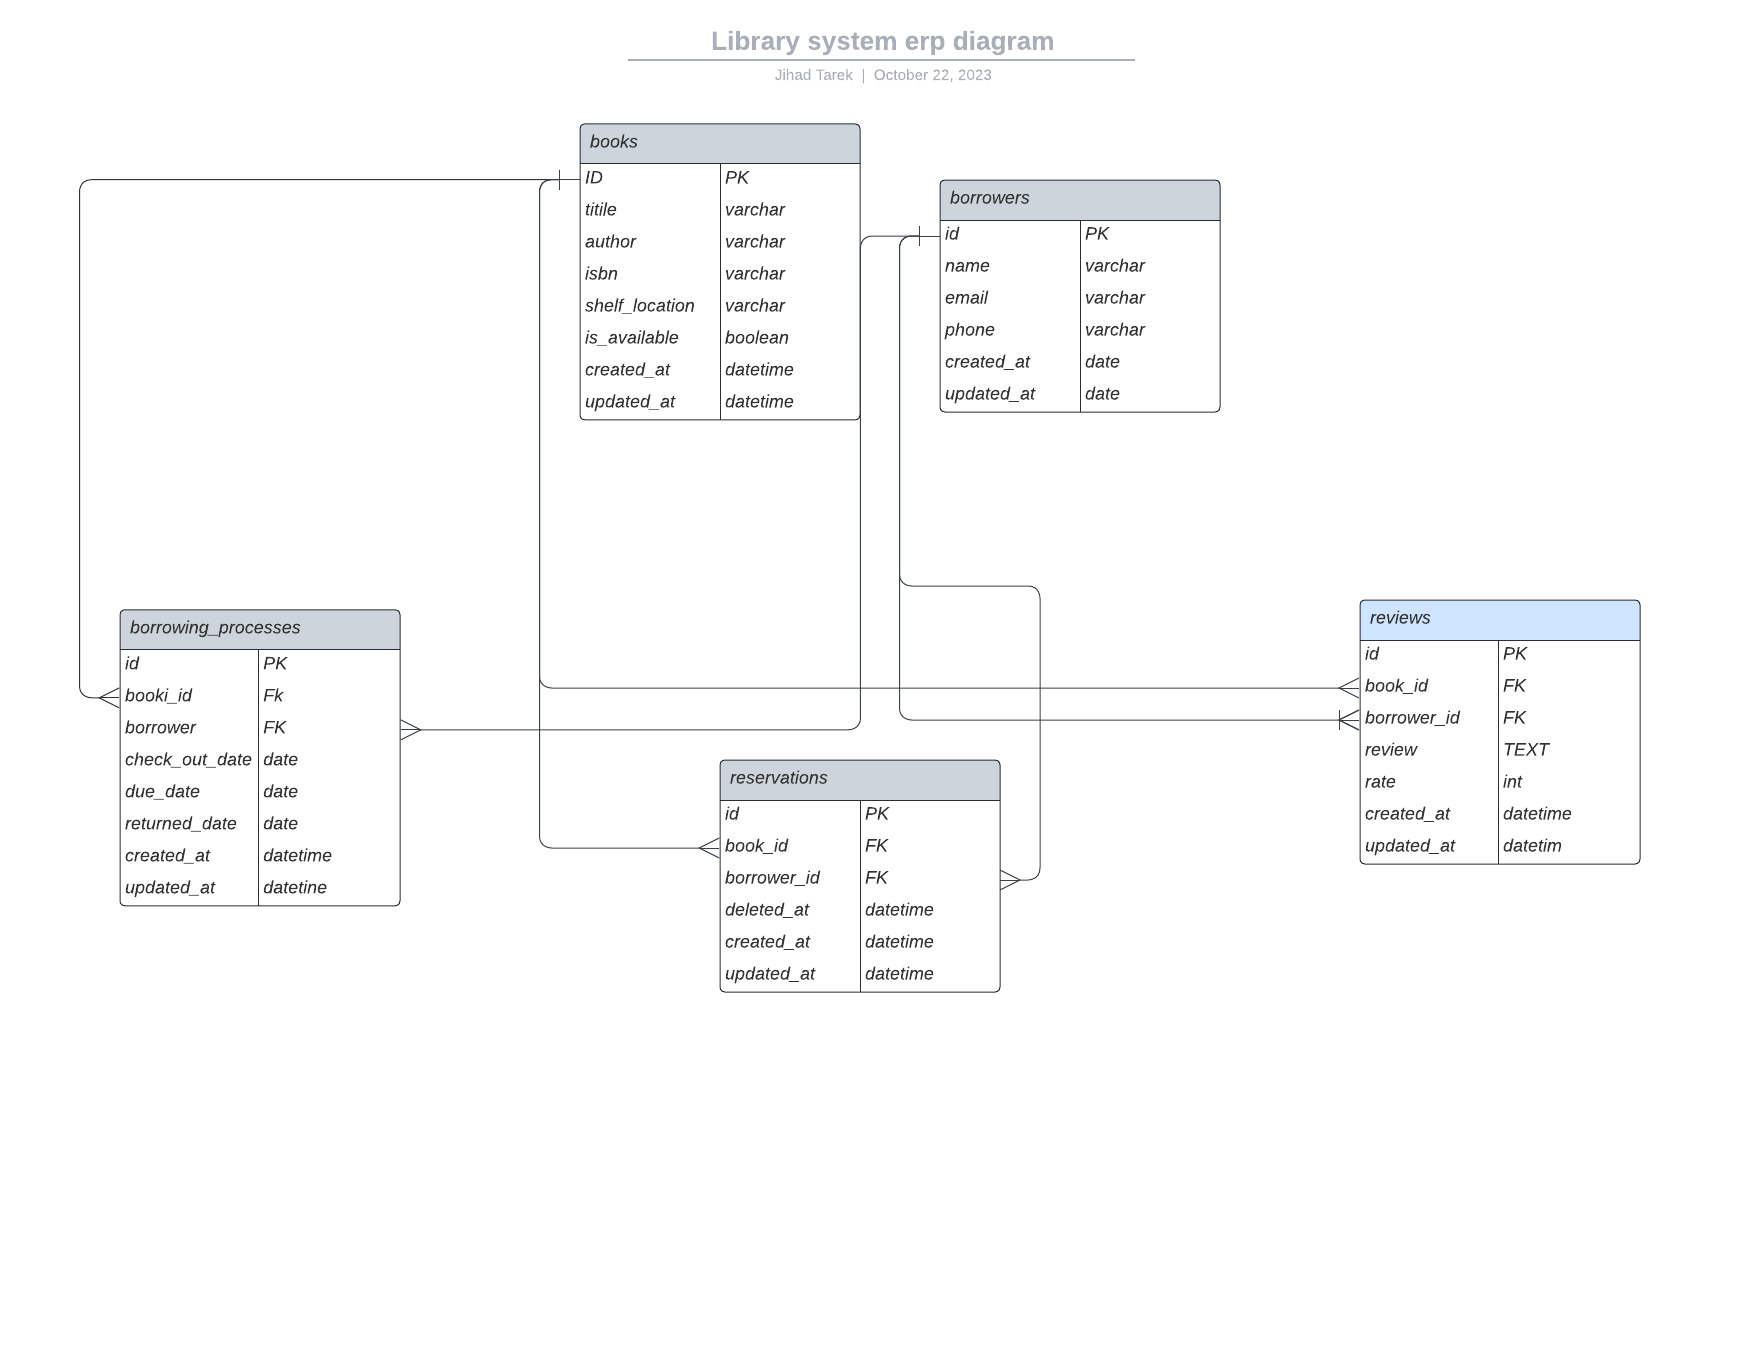 Library system erp diagram
Jihad Tarek | October 22, 2023
books
ID PK
titile varchar
author varchar
isbn varchar
shelf_location varchar
is_available boolean
created_at datetime
updated_at datetime
borrowers
id PK
name varchar
email varchar
phone varchar
created_at date
updated_at date
borrowing_processes
id PK
booki_id Fk
borrower FK
check_out_date date
due_date date
returned_date date
created_at datetime
updated_at datetine
reservations
id PK
book_id FK
borrower_id FK
deleted_at datetime
created_at datetime
updated_at datetime
reviews
id PK
book_id FK
borrower_id FK
review TEXT
rate int
created_at datetime
updated_at datetim